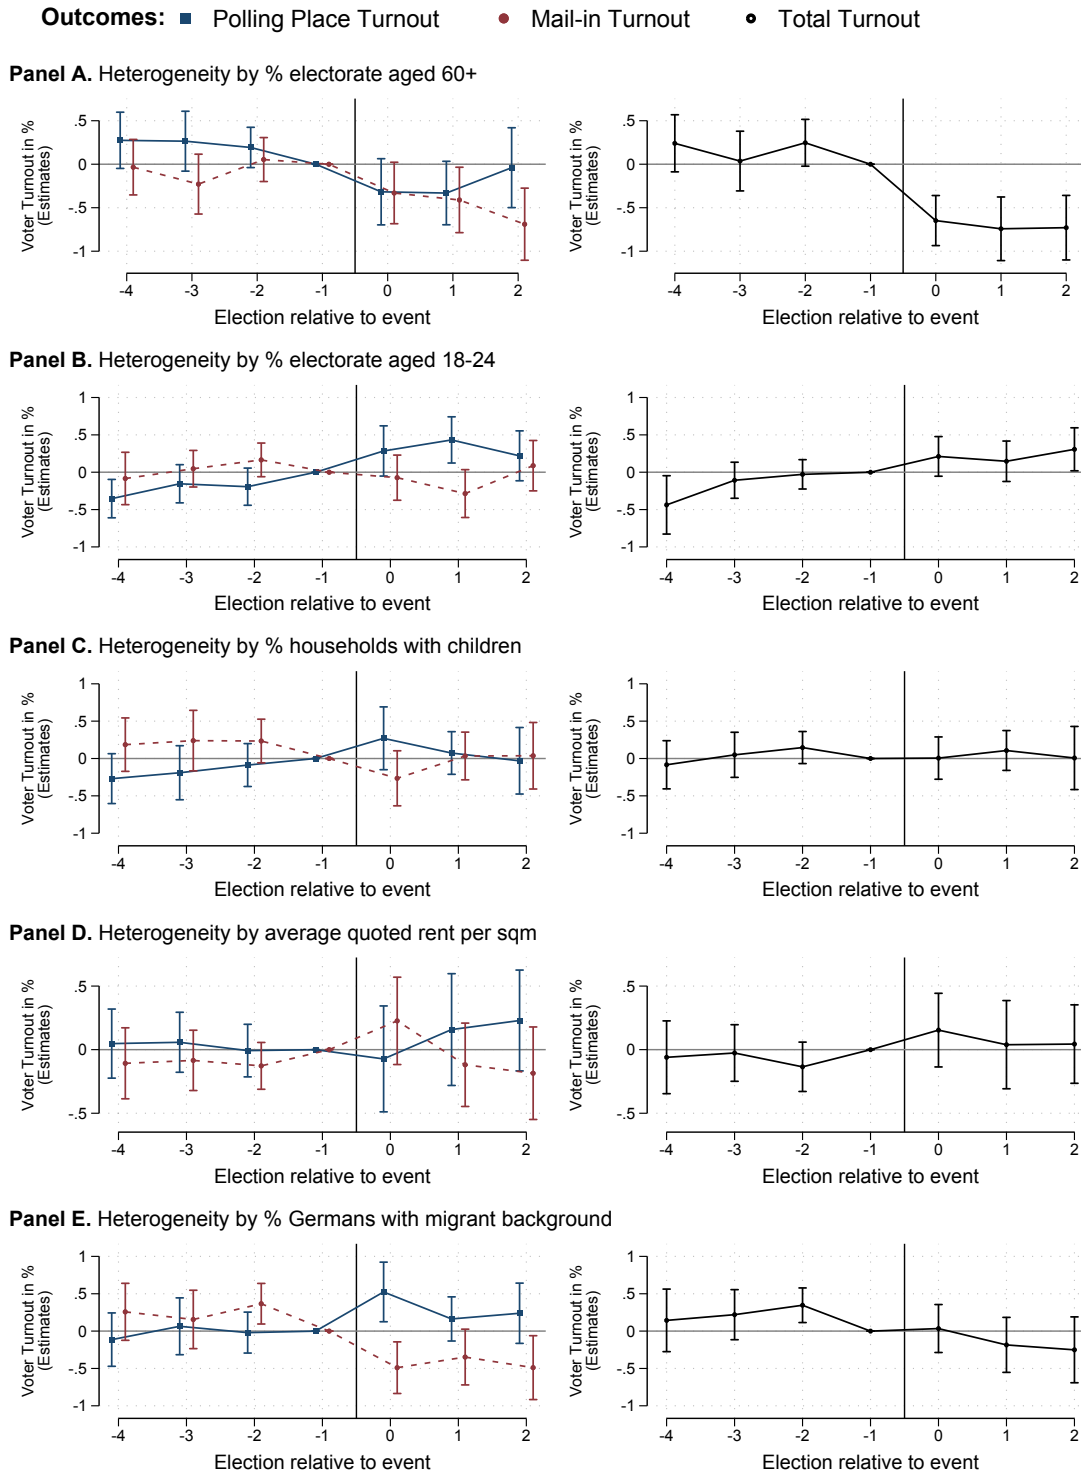 Outcomes: Polling Place Turnout Mail-in Turnout Total Turnout
Panel A. Heterogeneity by % electorate aged 60+
Voter Turnout in %
(Estimates)
.5
0
-.5
-1
-4 -3 -2 -1 0 1 2
Election relative to event
Voter Turnout in %
(Estimates)
.5
0
-.5
-1
-4 -3 -2 -1 0 1 2
Election relative to event
Panel B. Heterogeneity by % electorate aged 18-24
Voter Turnout in %
(Estimates)
1
.5
0
-.5
-1
-4 -3 -2 -1 0 1 2
Election relative to event
Voter Turnout in %
(Estimates)
1
.5
0
-.5
-1
-4 -3 -2 -1 0 1 2
Election relative to event
Panel C. Heterogeneity by % households with children
Voter Turnout in %
(Estimates)
1
.5
0
-.5
-1
-4 -3 -2 -1 0 1 2
Election relative to event
Voter Turnout in %
(Estimates)
1
.5
0
-.5
-1
-4 -3 -2 -1 0 1 2
Election relative to event
Panel D. Heterogeneity by average quoted rent per sqm
Voter Turnout in %
(Estimates)
.5
0
-.5
-4 -3 -2 -1 0 1 2
Election relative to event
Voter Turnout in %
(Estimates)
.5
0
-.5
-4 -3 -2 -1 0 1 2
Election relative to event
Panel E. Heterogeneity by % Germans with migrant background
Voter Turnout in %
(Estimates)
1
.5
0
-.5
-1
-4 -3 -2 -1 0 1 2
Election relative to event
Voter Turnout in %
(Estimates)
1
.5
0
-.5
-1
-4 -3 -2 -1 0 1 2
Election relative to event